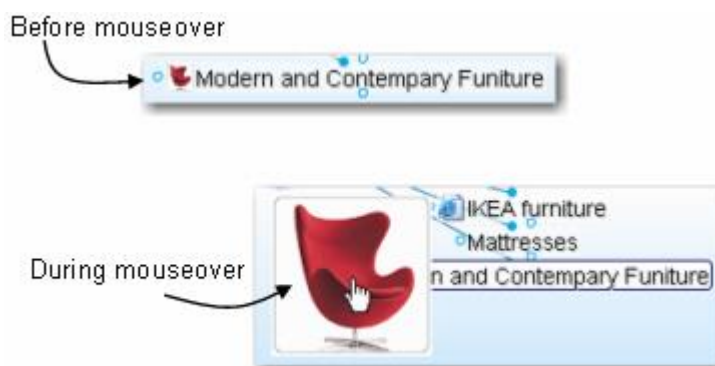 Before mouseover
Modern and Contempary Funiture
IKEA furniture
Mattresses
During mouseover
n and Contempary Funiture